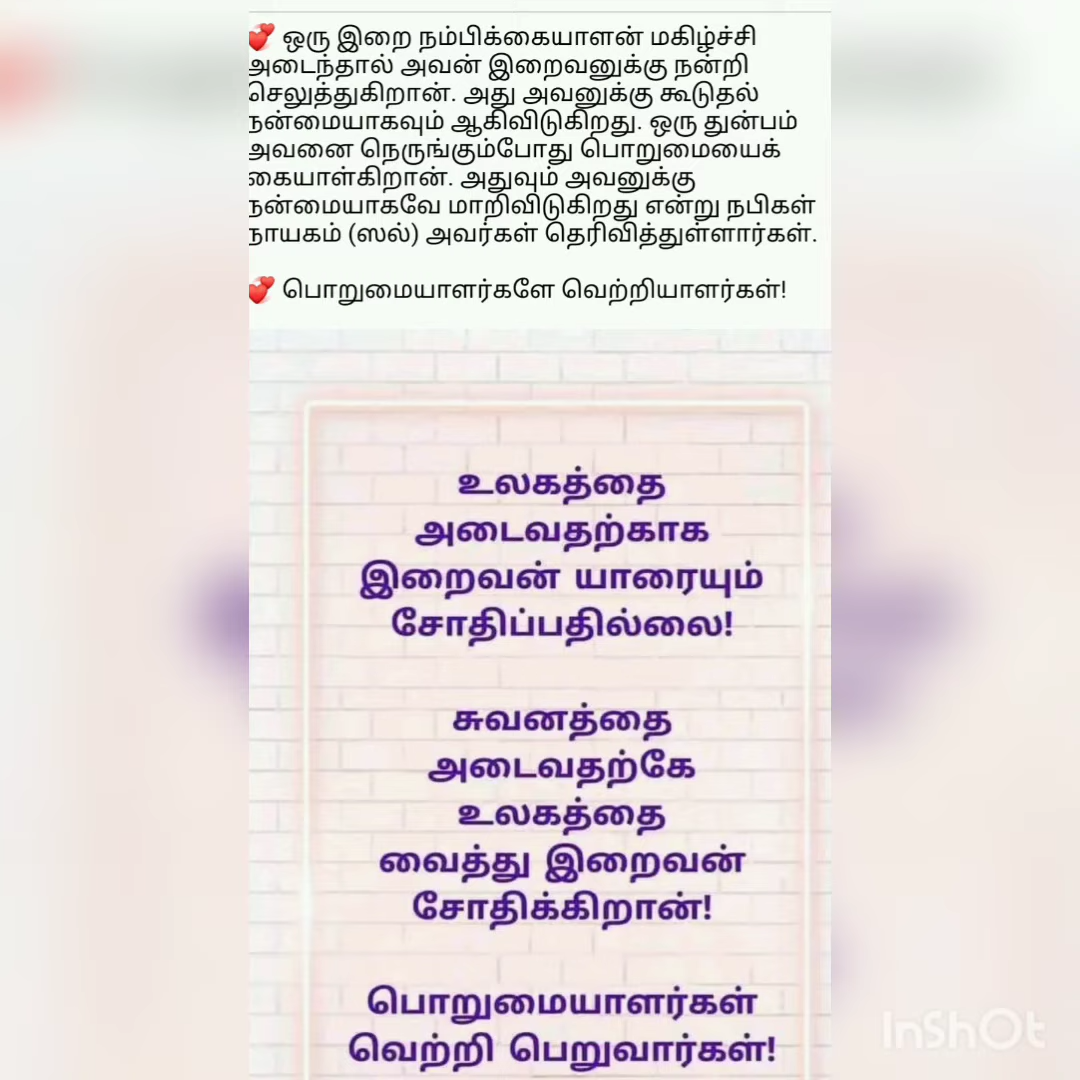 💞 ஒரு இறை நம்பிக்கையாளன் மகிழ்ச்சி
அடைந்தால் அவன் இறைவனுக்கு நன்றி
செலுத்துகிறான். அது அவனுக்கு கூடுதல்
நன்மையாகவும் ஆகிவிடுகிறது. ஒரு துன்பம்
அவனை நெருங்கும்போது பொறுமையைக்
கையாள்கிறான். அதுவும் அவனுக்கு
நன்மையாகவே மாறிவிடுகிறது என்று நபிகள்
நாயகம் (ஸல்) அவர்கள் தெரிவித்துள்ளார்கள்.
💞 பொறுமையாளர்களே வெற்றியாளர்கள்!
உலகத்தை
அடைவதற்காக
இறைவன் யாரையும்
சோதிப்பதில்லை!
சுவனத்தை
அடைவதற்கே
உலகத்தை
வைத்து இறைவன்
சோதிக்கிறான்!
பொறுமையாளர்கள்
வெற்றி பெறுவார்கள்!
InShOt